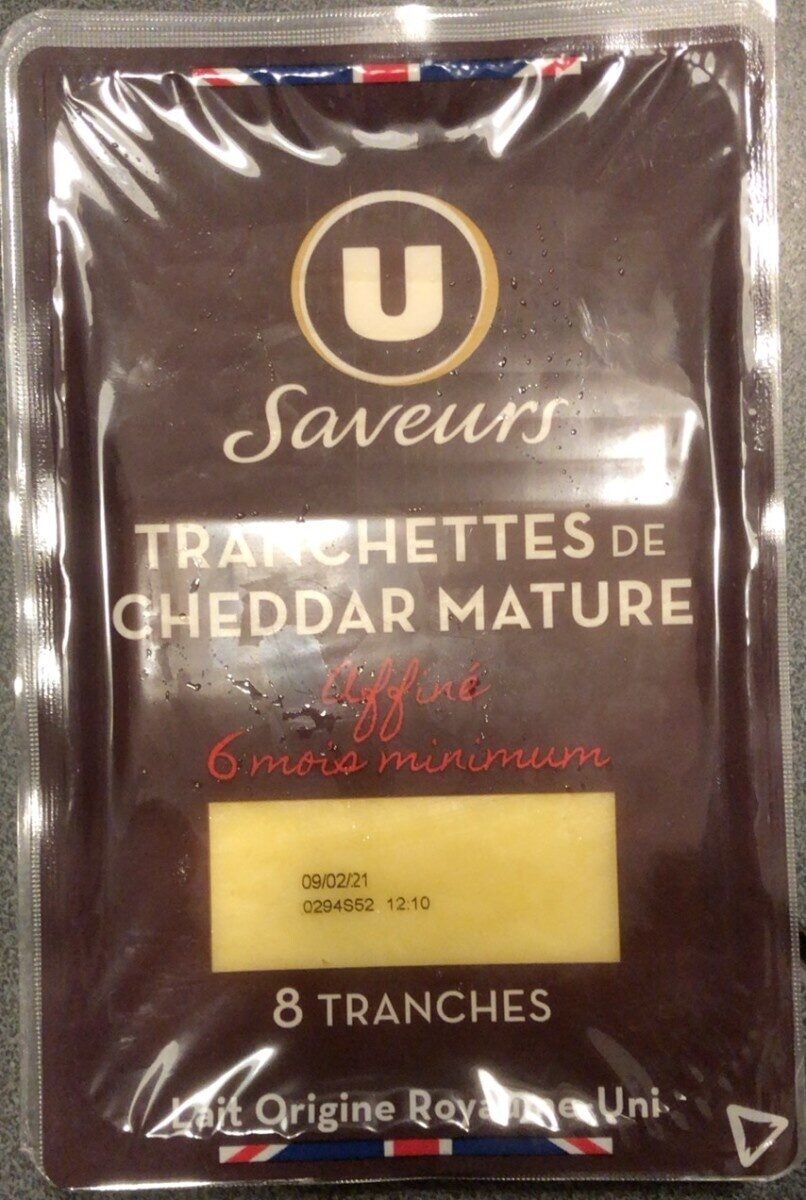 U
Saveurs
TRANCHETTES DE
CHEDDAR MATURE
Affiné
6 mois minimum
09/02/21
0294S52 12:10
8 TRANCHES
Lait Origine Royaume-Uni